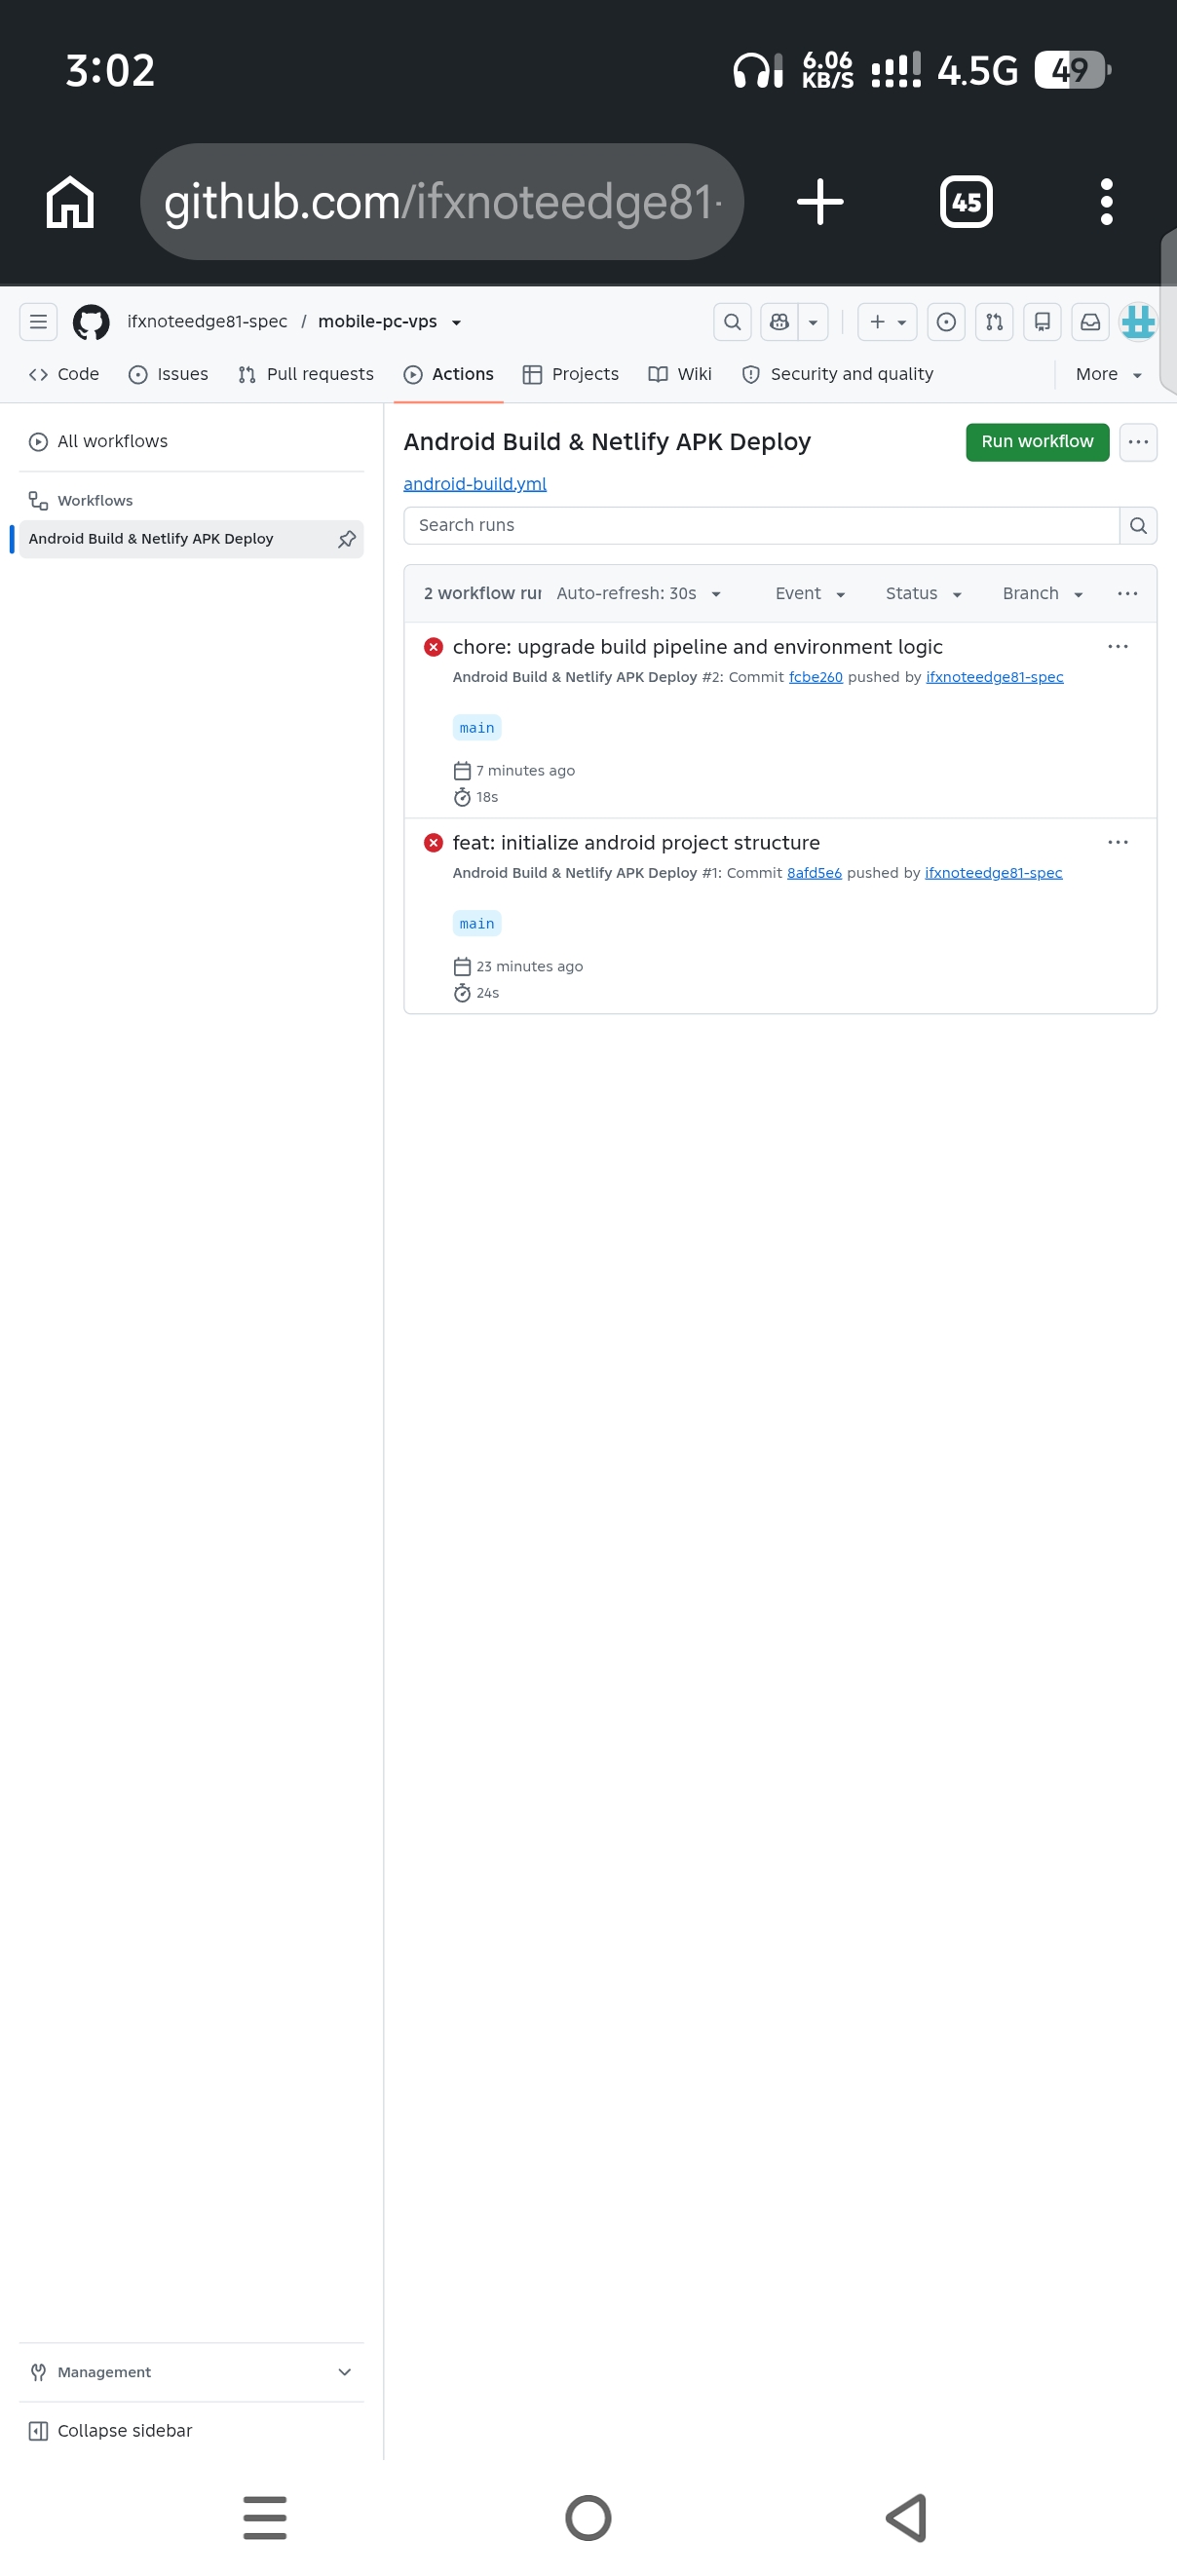 3:02
6.06 KB/S 4.5G 49
github.com/ifxnoteedge81-
45
ifxnoteedge81-spec / mobile-pc-vps
Code Issues Pull requests Actions Projects Wiki Security and quality More
All workflows
Workflows
Android Build & Netlify APK Deploy
Android Build & Netlify APK Deploy
Run workflow
android-build.yml
Search runs
2 workflow rur Auto-refresh: 30s Event Status Branch
chore: upgrade build pipeline and environment logic
Android Build & Netlify APK Deploy #2: Commit fcbe260 pushed by ifxnoteedge81-spec
main
7 minutes ago
18s
feat: initialize android project structure
Android Build & Netlify APK Deploy #1: Commit 8afd5e6 pushed by ifxnoteedge81-spec
main
23 minutes ago
24s
Management
Collapse sidebar